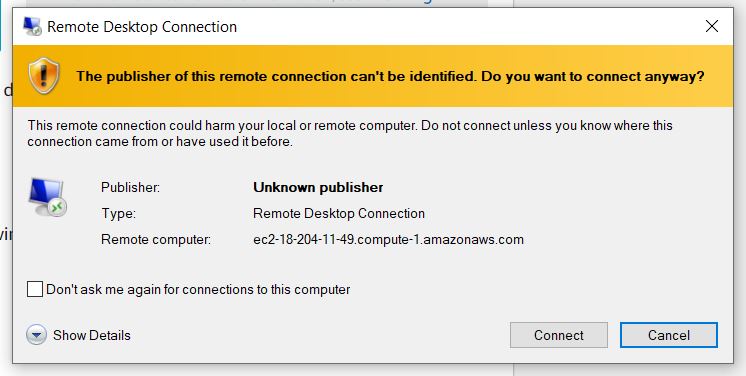 Remote Desktop Connection
d
The publisher of this remote connection can't be identified. Do you want to connect anyway?
This remote connection could harm your local or remote computer. Do not connect unless you know where this
connection came from or have used it before.
Publisher: Unknown publisher
Type: Remote Desktop Connection
Remote computer: ec2-18-204-11-49.compute-1.amazonaws.com
Don't ask me again for connections to this computer
Show Details Connect Cancel